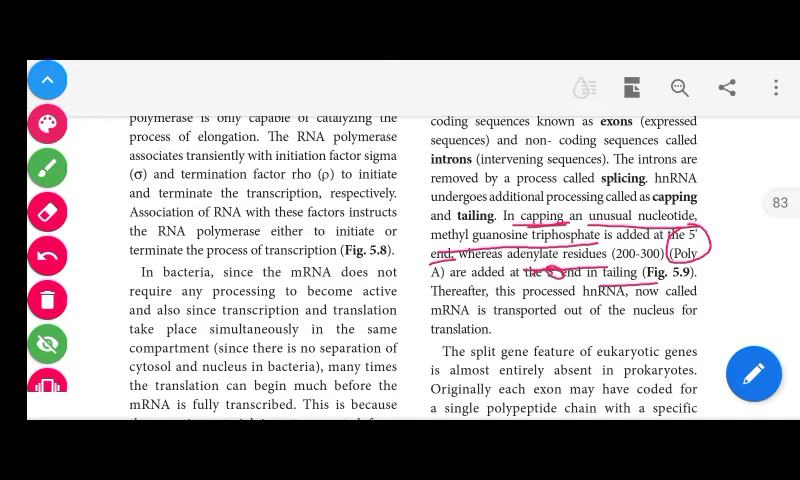 polymerase is only capable of catalyzing the
process of elongation. The RNA polymerase
associates transiently with initiation factor sigma
(σ) and termination factor rho (ρ) to initiate
and terminate the transcription, respectively.
Association of RNA with these factors instructs
the RNA polymerase either to initiate or
terminate the process of transcription (Fig. 5.8).
In bacteria, since the mRNA does not
require any processing to become active
and also since transcription and translation
take place simultaneously in the same
compartment (since there is no separation of
cytosol and nucleus in bacteria), many times
the translation can begin much before the
mRNA is fully transcribed. This is because
coding sequences known as exons (expressed
sequences) and non- coding sequences called
introns (intervening sequences). The introns
are removed by a process called splicing. hnRNA
undergoes additional processing called as capping
and tailing. In capping an unusual nucleotide,
methyl guanosine triphosphate is added at the 5'
end, whereas adenylate residues (200-300) (Poly
A) are added at the 3' end in tailing (Fig. 5.9).
Thereafter, this processed hnRNA, now called
mRNA is transported out of the nucleus for
translation.
The split gene feature of eukaryotic genes
is almost entirely absent in prokaryotes.
Originally each exon may have coded for
a single polypeptide chain with a specific
83